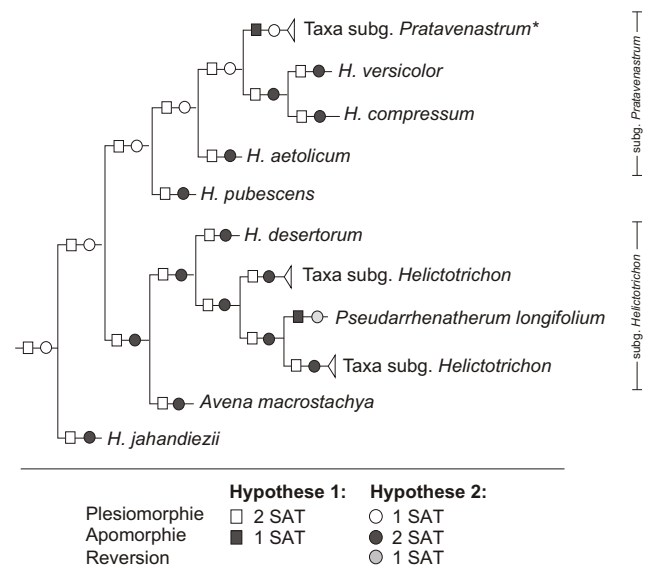 Taxa subg. Pratavenastrum*
H. versicolor
H. compressum
H. aetolicum
H. pubescens
subg. Pratavenastrum
H. desertorum
Taxa subg. Helictotrichon
Pseudarrhenatherum longifolium
Taxa subg. Helictotrichon
Avena macrostachya
subg. Helictotrichon
H. jahandiezii
Hypothese 1: Hypothese 2:
Plesiomorphie 2 SAT 1 SAT
Apomorphie 1 SAT 2 SAT
Reversion 1 SAT